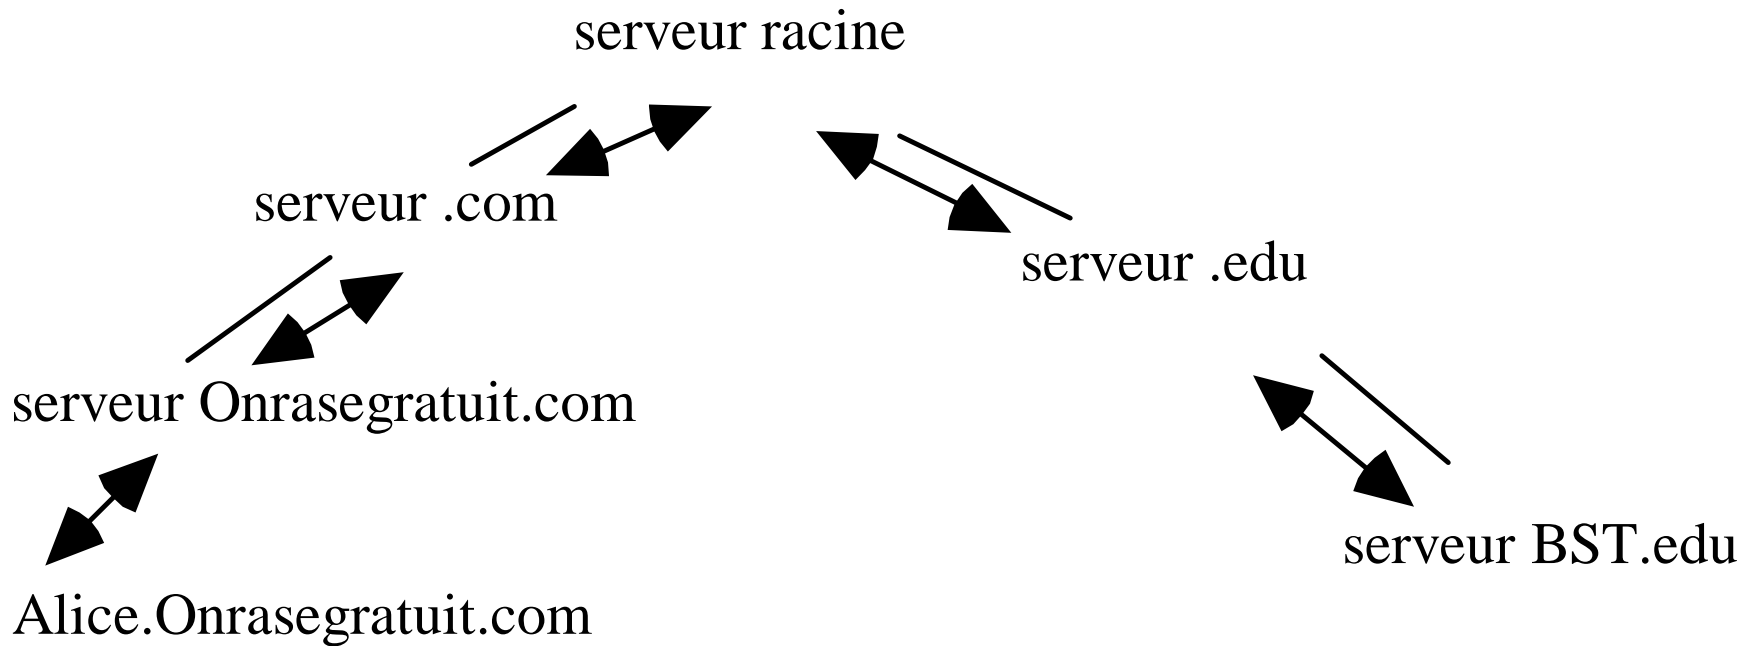 serveur racine
serveur .com
serveur .edu
serveur Onrasegratuit.com
serveur BST.edu
Alice.Onrasegratuit.com